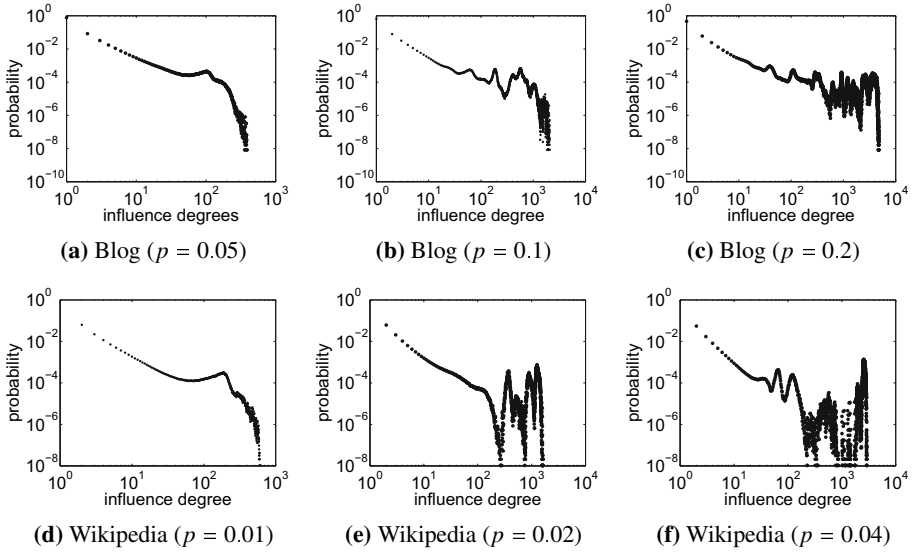 10^0
10^-2
10^-4
10^-6
10^-8
10^-10
probability
10^0 10^1 10^2 10^3
influence degrees
(a) Blog (p = 0.05)
10^0
10^-2
10^-4
10^-6
10^-8
10^-10
probability
10^0 10^1 10^2 10^3 10^4
influence degree
(b) Blog (p = 0.1)
10^0
10^-2
10^-4
10^-6
10^-8
10^-10
probability
10^0 10^1 10^2 10^3 10^4
influence degree
(c) Blog (p = 0.2)
10^0
10^-2
10^-4
10^-6
10^-8
probability
10^0 10^1 10^2 10^3
influence degree
(d) Wikipedia (p = 0.01)
10^0
10^-2
10^-4
10^-6
10^-8
probability
10^0 10^1 10^2 10^3 10^4
influence degree
(e) Wikipedia (p = 0.02)
10^0
10^-2
10^-4
10^-6
10^-8
probability
10^0 10^1 10^2 10^3 10^4
influence degree
(f) Wikipedia (p = 0.04)